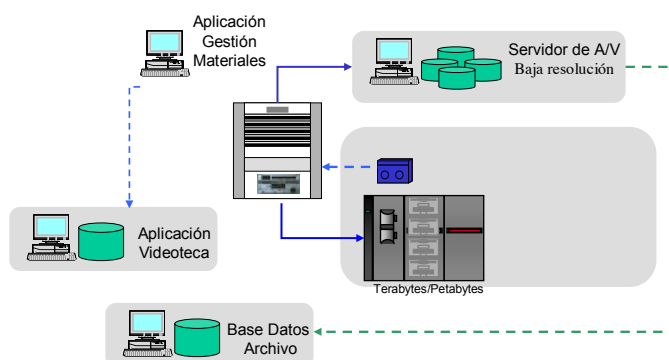 Aplicación
Gestión
Materiales
Servidor de A/V
Baja resolución
Aplicación
Videoteca
Terabytes/Petabytes
Base Datos
Archivo